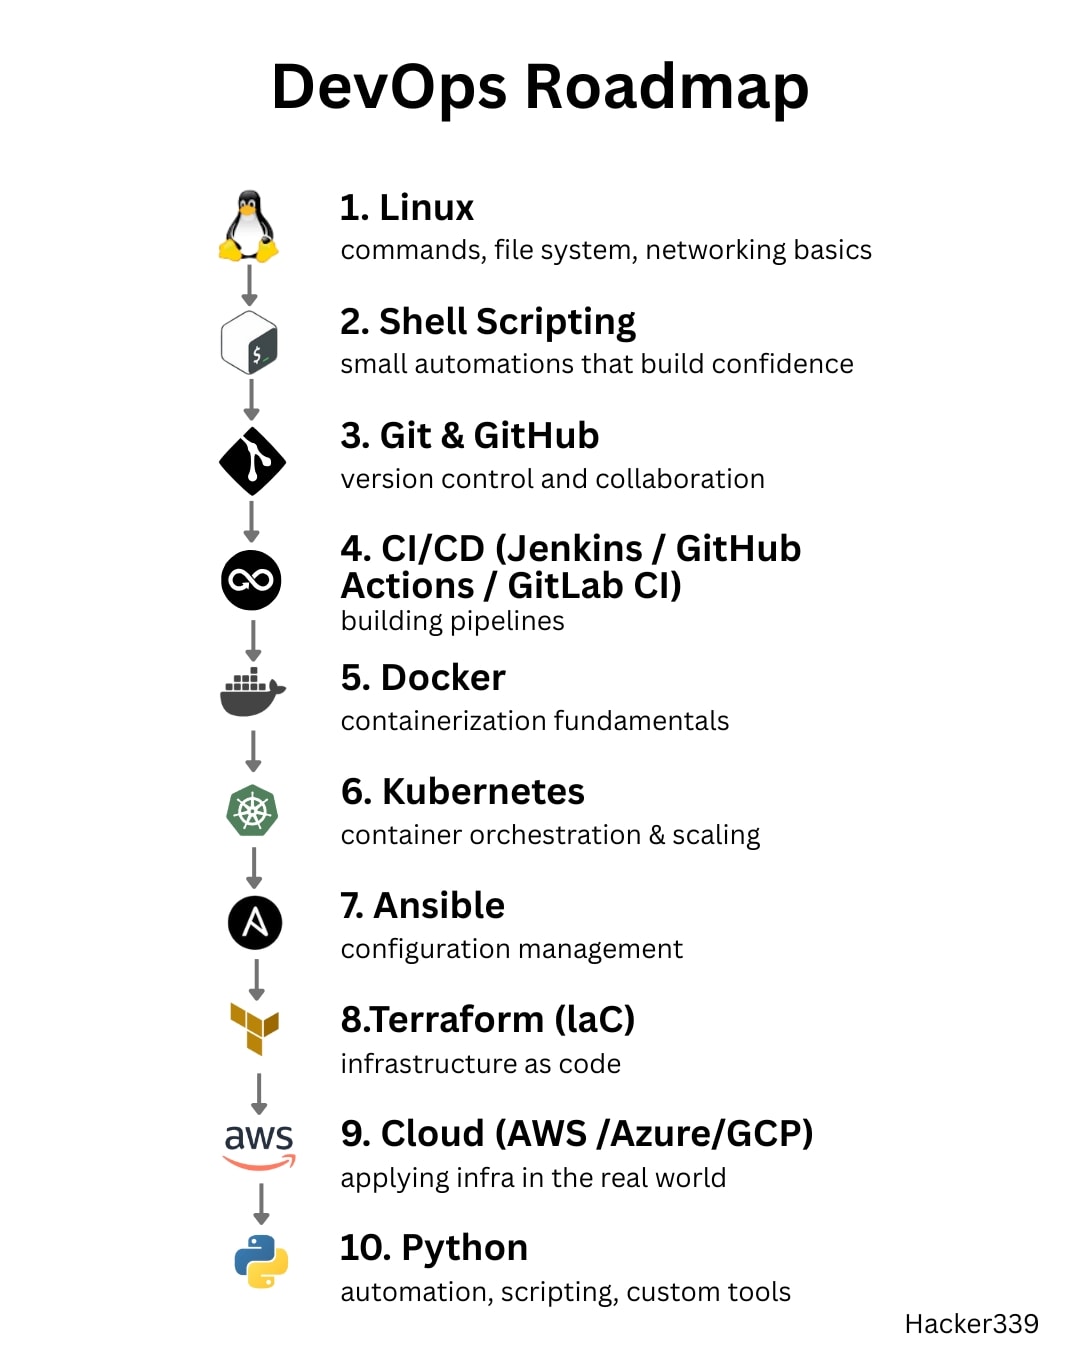 DevOps Roadmap
1. Linux
commands, file system, networking basics
$_
2. Shell Scripting
small automations that build confidence
3. Git & GitHub
version control and collaboration
4. CI/CD (Jenkins / GitHub
Actions / GitLab CI)
building pipelines
5. Docker
containerization fundamentals
6. Kubernetes
container orchestration & scaling
7. Ansible
configuration management
8.Terraform (laC)
infrastructure as code
aws
9. Cloud (AWS /Azure/GCP)
applying infra in the real world
10. Python
automation, scripting, custom tools
Hacker339